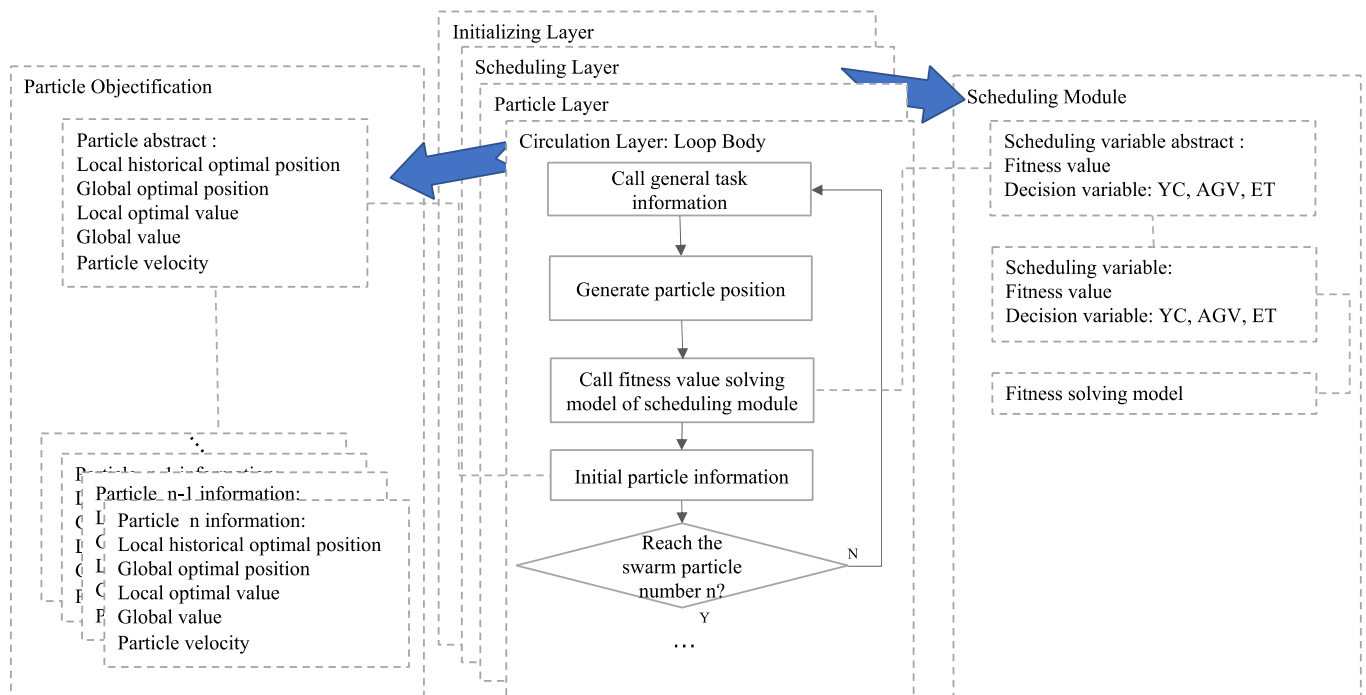 Initializing Layer
Scheduling Layer
Particle Layer
Particle Objectification
Particle abstract :
Local historical optimal position
Global optimal position
Local optimal value
Global value
Particle velocity
Particle n-1 information:
L
G
L
G
P
Particle n information:
Local historical optimal position
Global optimal position
Local optimal value
Global value
Particle velocity
Circulation Layer: Loop Body
Call general task
information
Generate particle position
Call fitness value solving
model of scheduling module
Initial particle information
Reach the
swarm particle
number n?
N
Y
...
Scheduling Module
Scheduling variable abstract :
Fitness value
Decision variable: YC, AGV, ET
Scheduling variable:
Fitness value
Decision variable: YC, AGV, ET
Fitness solving model